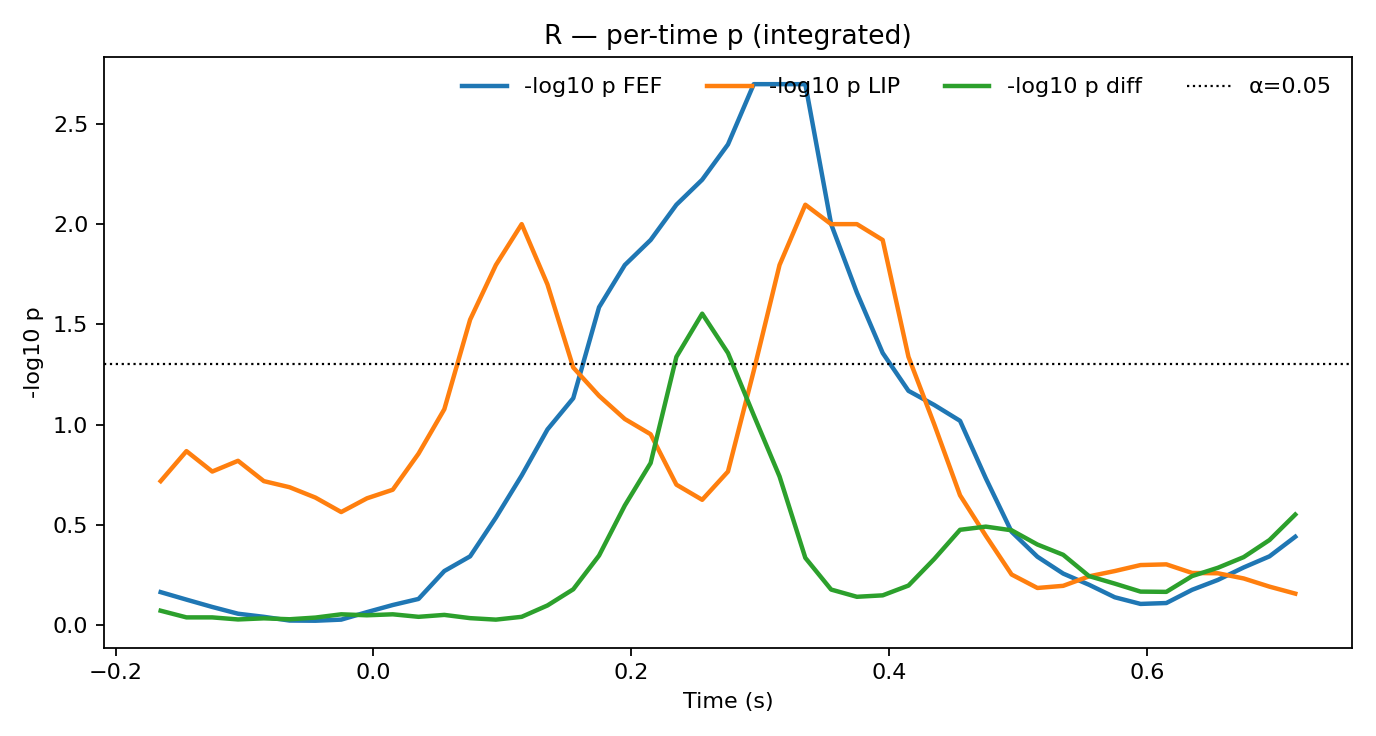 R — per-time p (integrated)
-log10 p FEF -log10 p LIP -log10 p diff α=0.05
2.5
2.0
1.5
1.0
0.5
0.0
-log10 p
−0.2 0.0 0.2 0.4 0.6
Time (s)